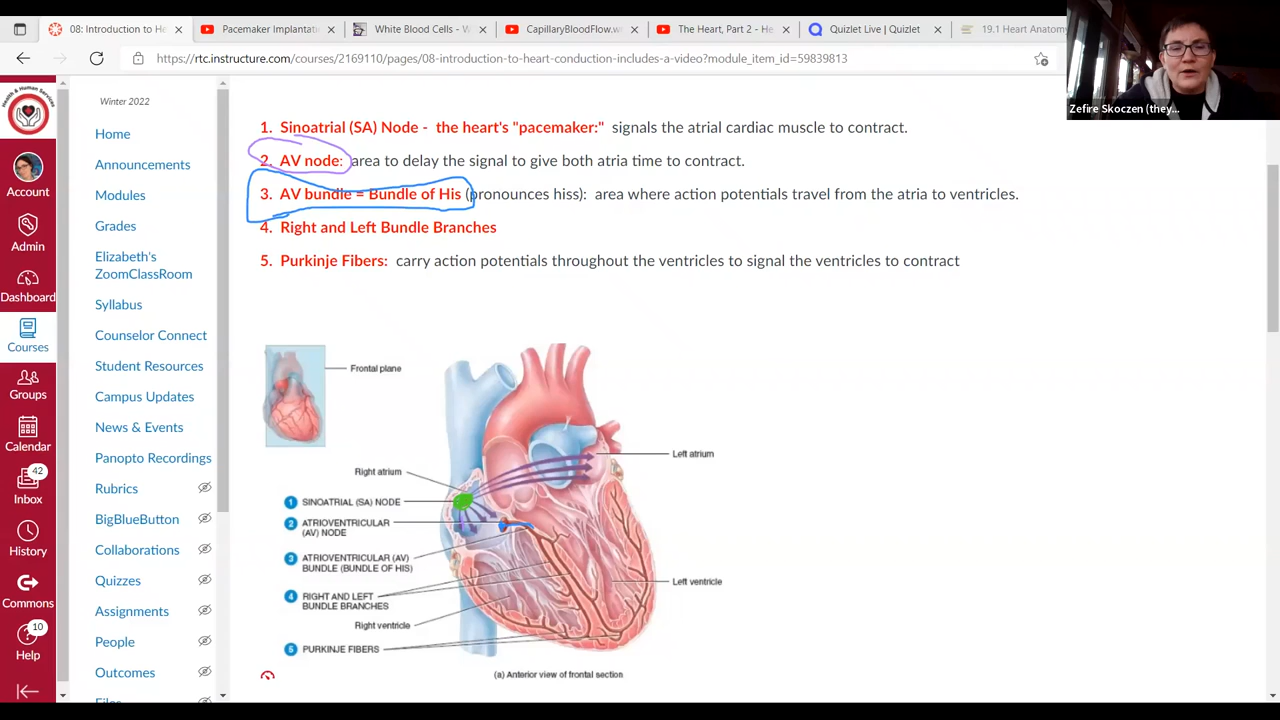 08: Introduction to He
Pacemaker Implantat
White Blood Cells - W
CapillaryBloodFlow.w
The Heart, Part 2 - He
Quizlet Live | Quizlet
19.1 Heart Anatomy
https://rtc.instructure.com/courses/2169110/pages/08-introduction-to-heart-conduction-includes-a-video?module_item_id=59839813
Zefire Skoczen (they...
Health & Human Services
Account
Admin
Dashboard
Courses
Groups
Calendar
42
Inbox
History
Commons
10
Help
Winter 2022
Home
Announcements
Modules
Grades
Elizabeth's
ZoomClassRoom
Syllabus
Counselor Connect
Student Resources
Campus Updates
News & Events
Panopto Recordings
Rubrics
BigBlueButton
Collaborations
Quizzes
Assignments
People
Outcomes
Files
1. Sinoatrial (SA) Node - the heart's "pacemaker:" signals the atrial cardiac muscle to contract.
2. AV node: area to delay the signal to give both atria time to contract.
3. AV bundle = Bundle of His (pronounces hiss): area where action potentials travel from the atria to ventricles.
4. Right and Left Bundle Branches
5. Purkinje Fibers: carry action potentials throughout the ventricles to signal the ventricles to contract
Frontal plane
Left atrium
Right atrium
1 SINOATRIAL (SA) NODE
2 ATRIOVENTRICULAR
(AV) NODE
3 ATRIOVENTRICULAR (AV)
BUNDLE (BUNDLE OF HIS)
Left ventricle
4 RIGHT AND LEFT
BUNDLE BRANCHES
Right ventricle
5 PURKINJE FIBERS
(a) Anterior view of frontal section